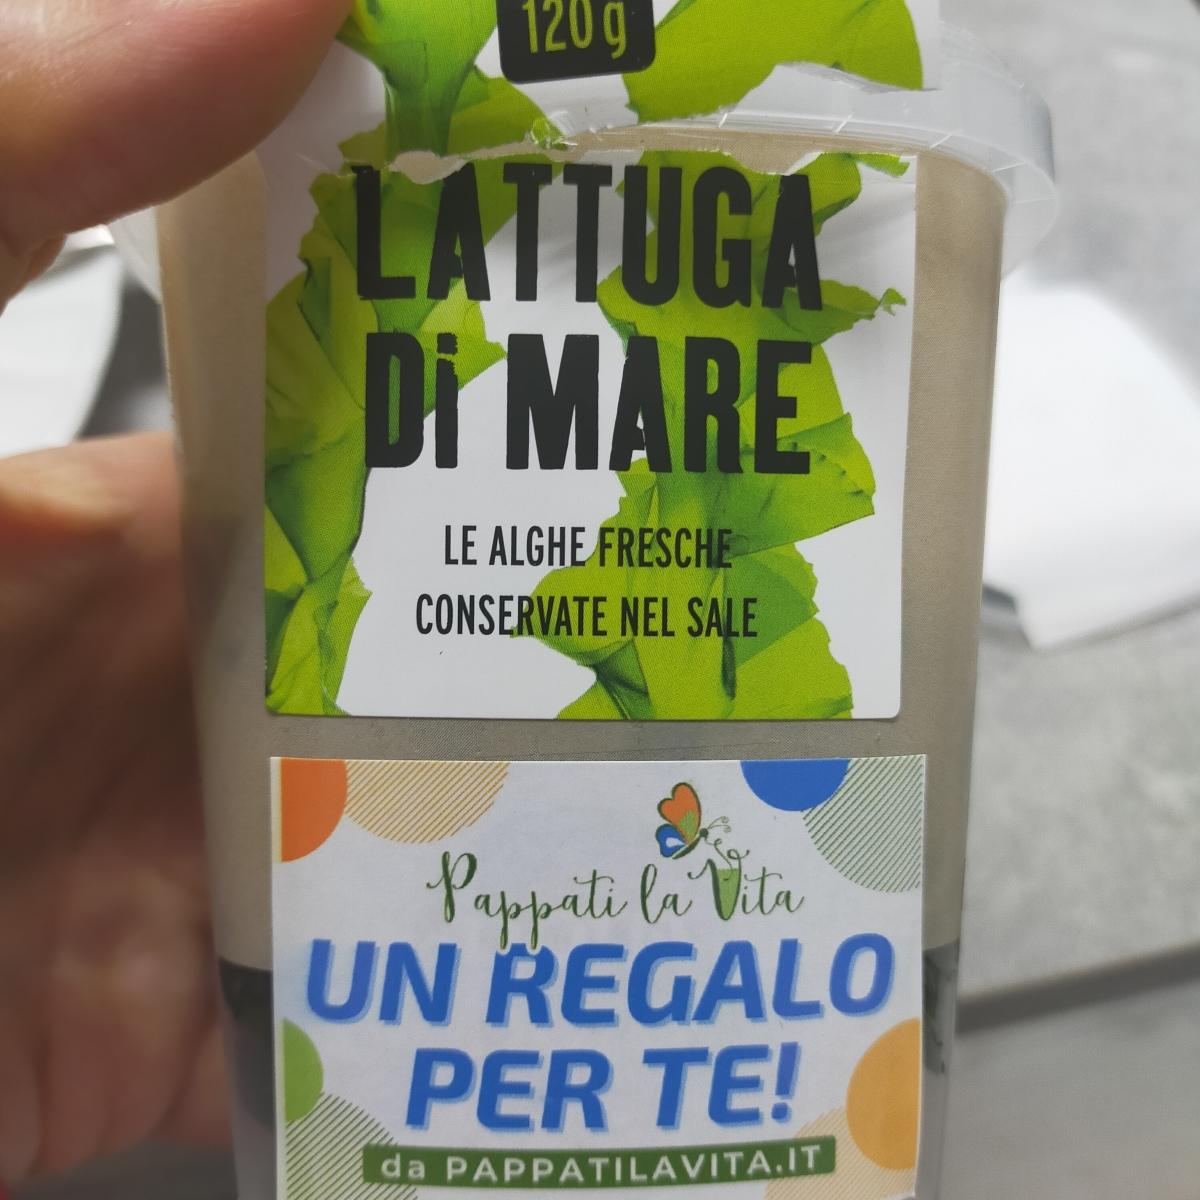 120 g
LATTUGA
Di MARE
LE ALGHE FRESCHE
CONSERVATE NEL SALE
Pappati la Vita
UN REGALO
PER TE!
da PAPPATILAVITA.IT